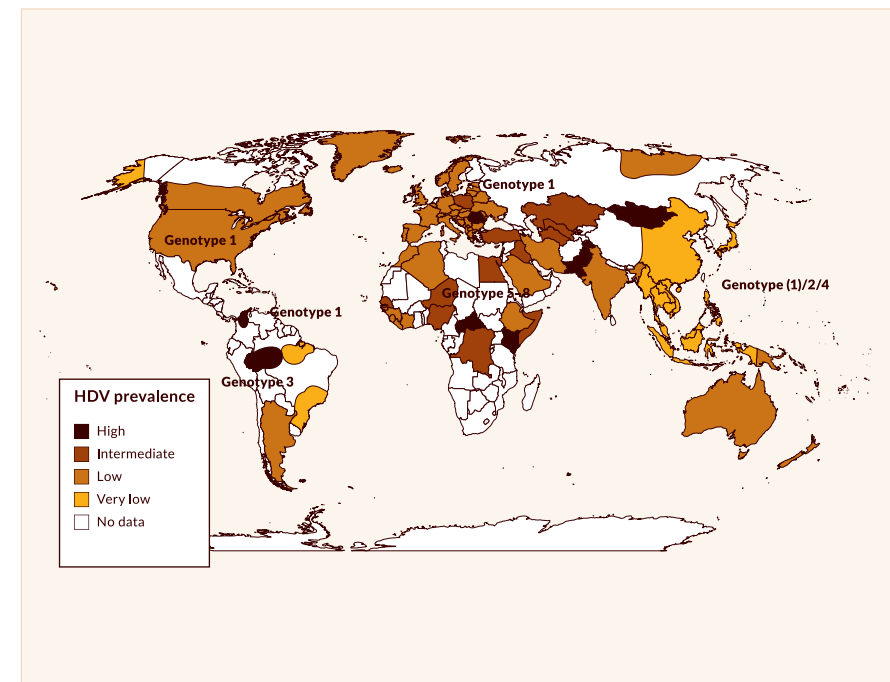 Genotype 1
Genotype 1
Genotype (1)/2/4
Genotype 5-8
Genotype 1
Genotype 3
HDV prevalence
High
Intermediate
Low
Very low
No data